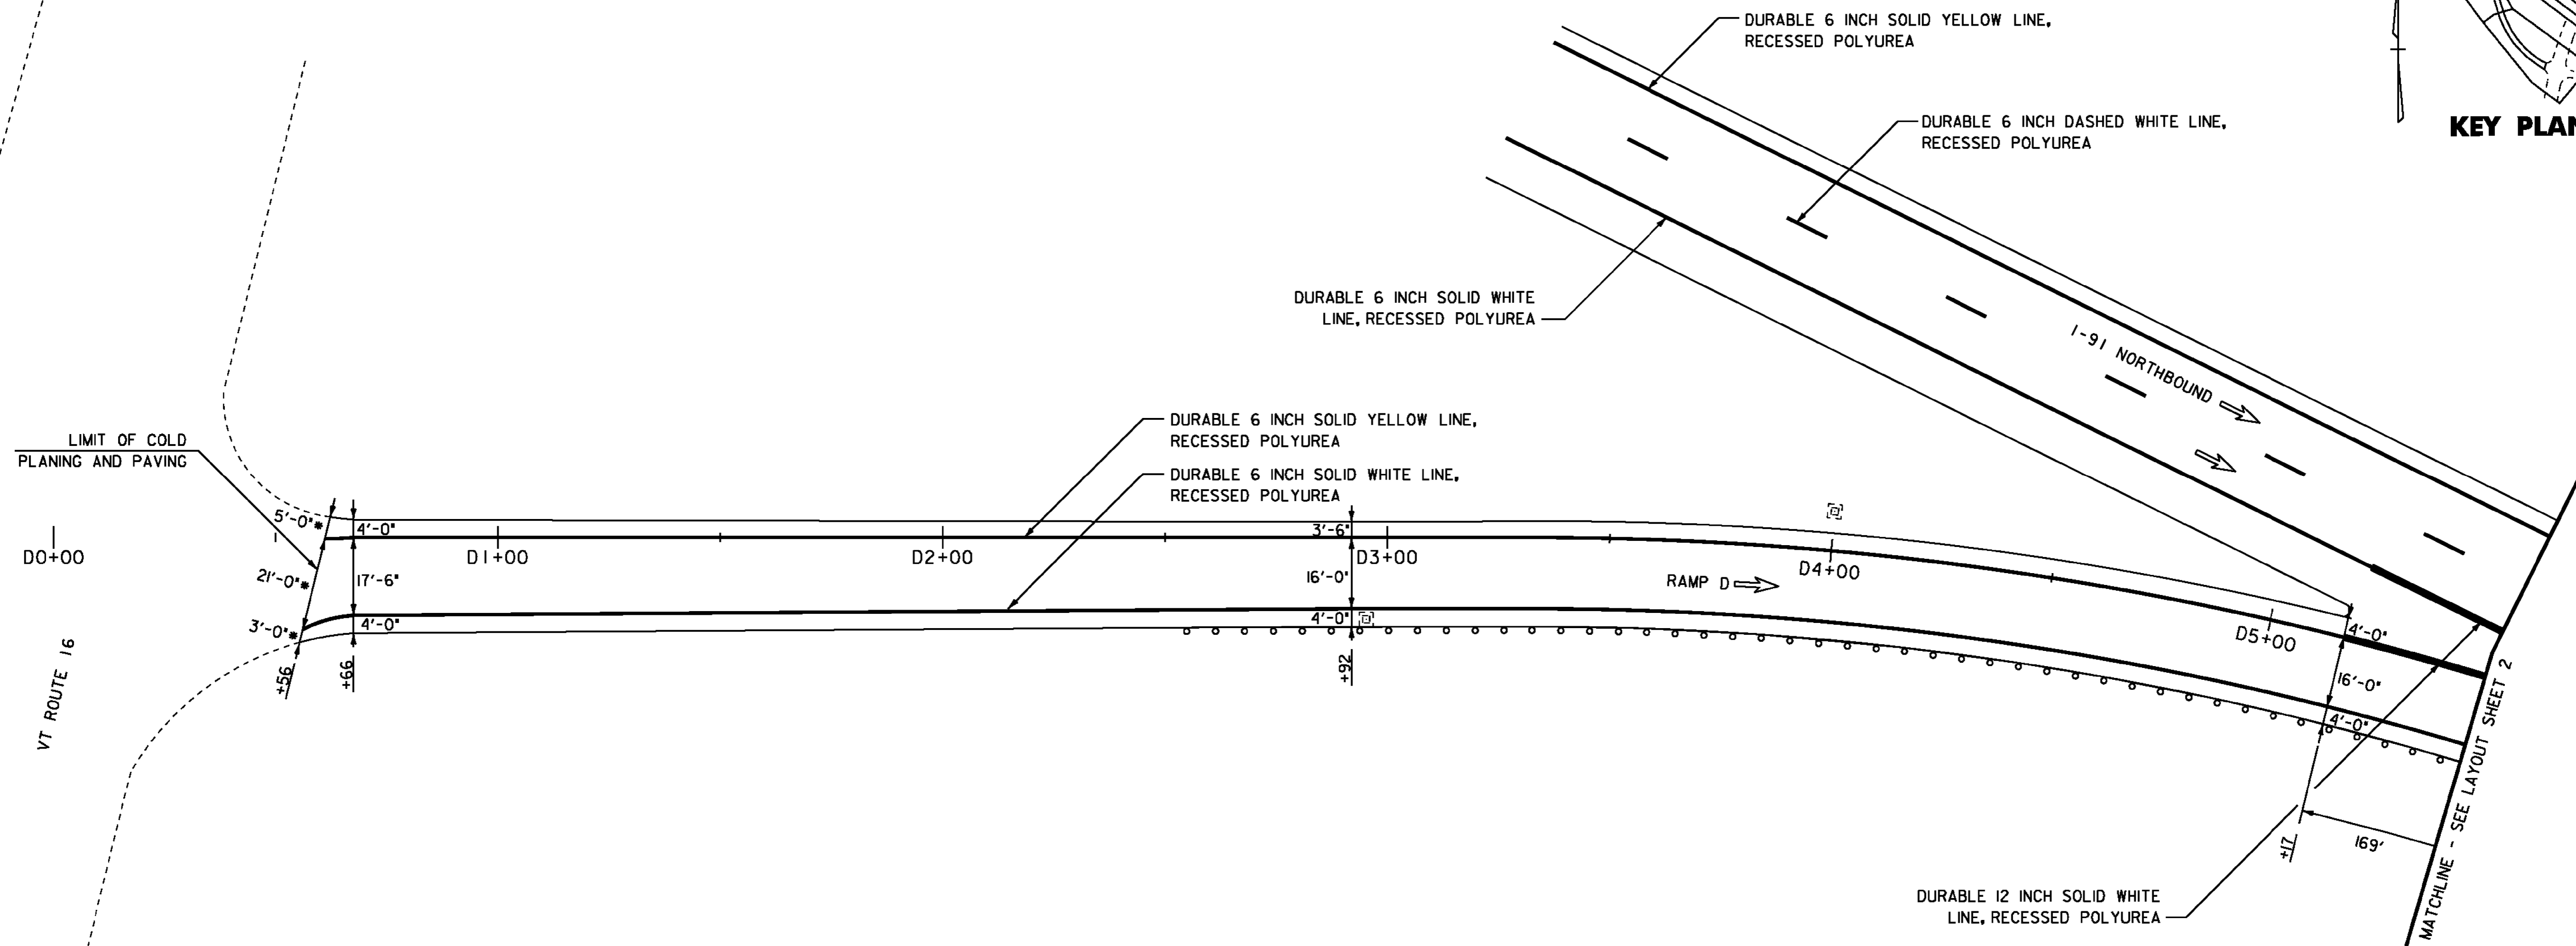 DURABLE 6 INCH SOLID YELLOW LINE,
RECESSED POLYUREA
DURABLE 6 INCH DASHED WHITE LINE,
RECESSED POLYUREA
KEY PLAN
DURABLE 6 INCH SOLID WHITE
LINE, RECESSED POLYUREA
I-91 NORTHBOUND
DURABLE 6 INCH SOLID YELLOW LINE,
RECESSED POLYUREA
DURABLE 6 INCH SOLID WHITE LINE,
RECESSED POLYUREA
LIMIT OF COLD
PLANING AND PAVING
5'-0"*
4'-0"
3'-6"
D0+00
D1+00
D2+00
D3+00
D4+00
D5+00
21'-0"*
17'-6"
16'-0"
RAMP D
3'-0"*
4'-0"
4'-0"
4'-0"
16'-0"
4'-0"
+56
+66
+92
+17
169'
VT ROUTE 16
MATCHLINE - SEE LAYOUT SHEET 2
DURABLE 12 INCH SOLID WHITE
LINE, RECESSED POLYUREA